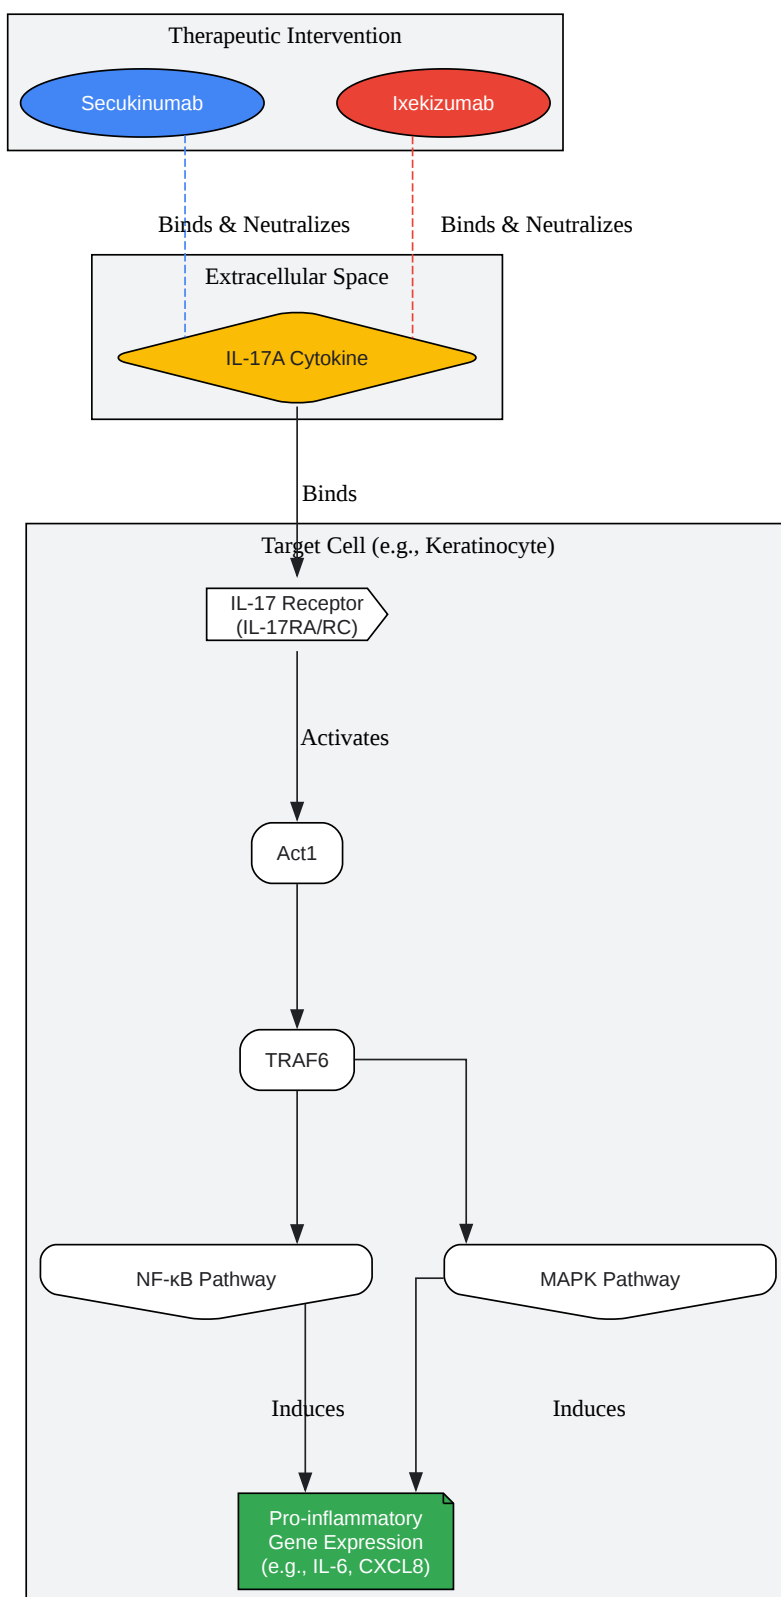 Therapeutic Intervention
Secukinumab
Ixekizumab
Binds & Neutralizes
Binds & Neutralizes
Extracellular Space
IL-17A Cytokine
Binds
Target Cell (e.g., Keratinocyte)
IL-17 Receptor
(IL-17RA/RC)
Activates
Act1
TRAF6
NF-κB Pathway
MAPK Pathway
Induces
Induces
Pro-inflammatory
Gene Expression
(e.g., IL-6, CXCL8)